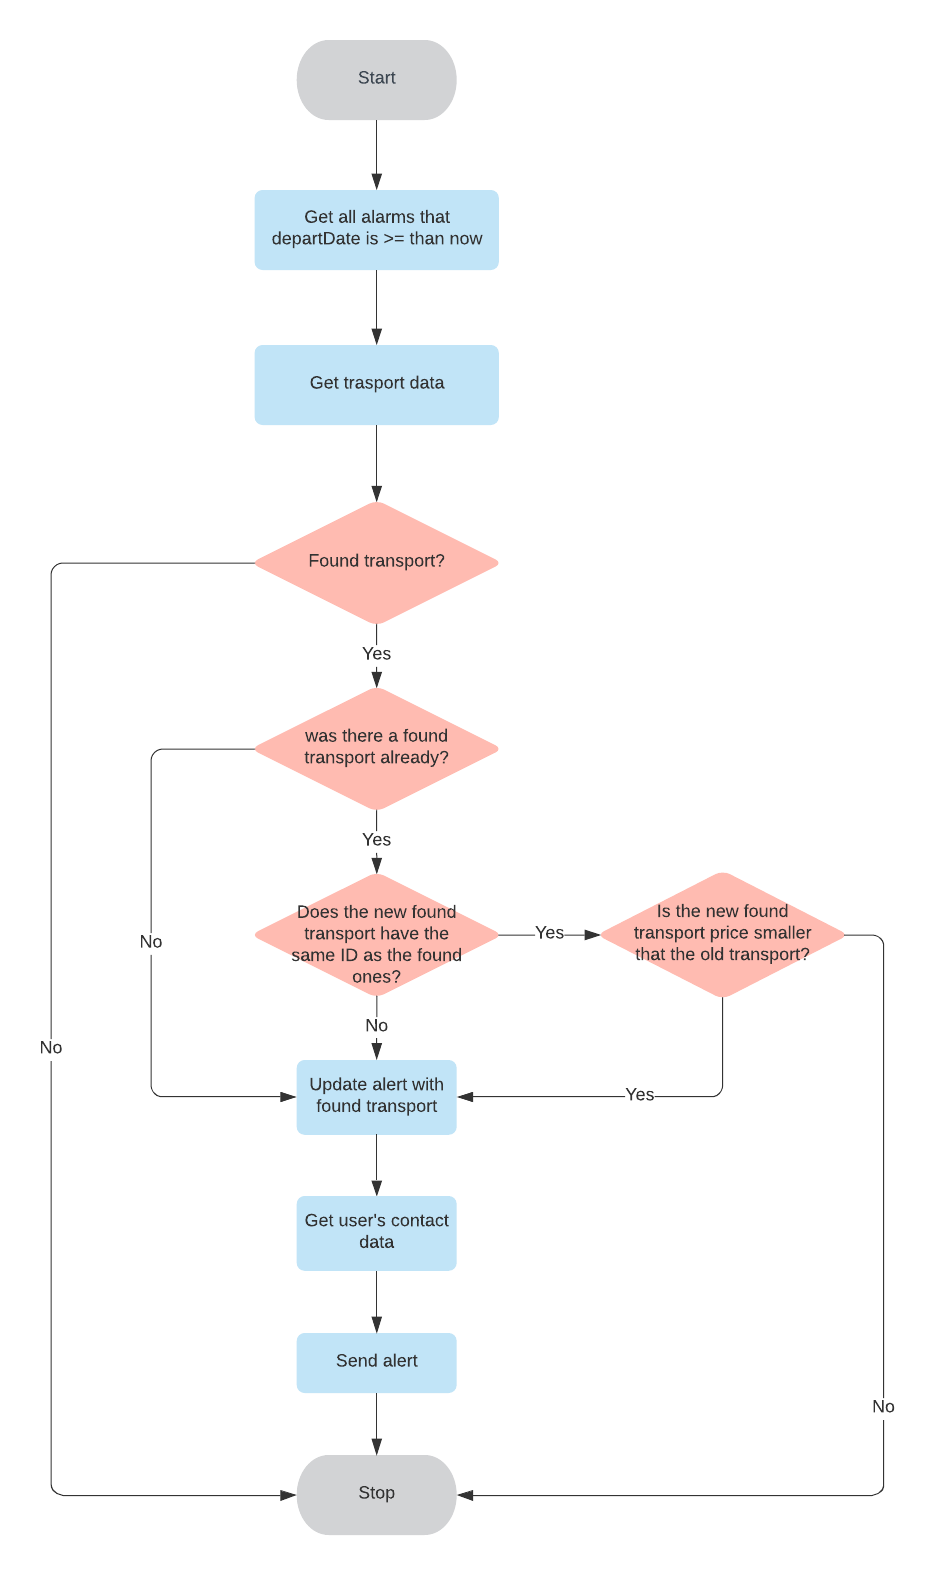 Start
Get all alarms that
departDate is >= than now
Get trasport data
Found transport?
Yes
was there a found
transport already?
Yes
Does the new found
transport have the
same ID as the found
ones?
Yes
Is the new found
transport price smaller
that the old transport?
No
No
No
Update alert with
found transport
Yes
Get user's contact
data
Send alert
No
Stop